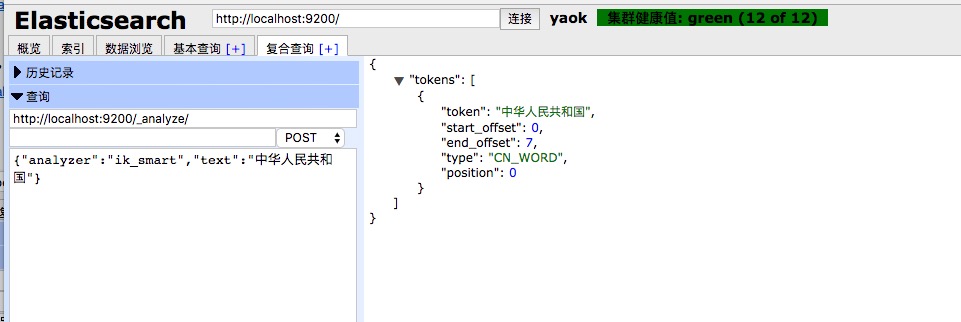 Elasticsearch http://localhost:9200/ 连接 yaok 集群健康值: green (12 of 12)
概览 索引 数据浏览 基本查询 [+] 复合查询 [+]
历史记录
查询
http://localhost:9200/_analyze/
POST
{"analyzer":"ik_smart","text":"中华人民共和
国"}
{
"tokens": [
{
"token": "中华人民共和国",
"start_offset": 0,
"end_offset": 7,
"type": "CN_WORD",
"position": 0
}
]
}